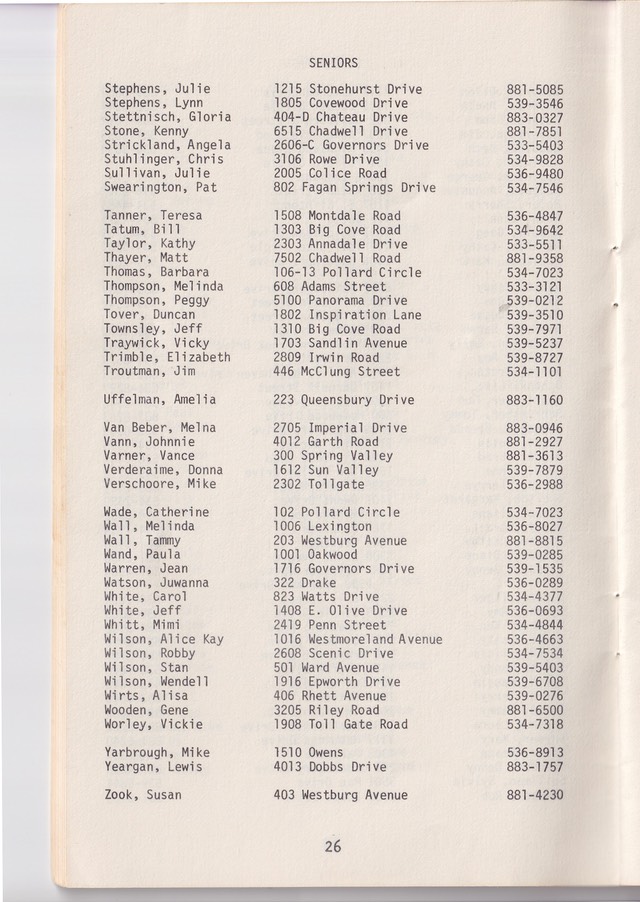 SENIORS
Stephens, Julie 1215 Stonehurst Drive 881-5085
Stephens, Lynn 1805 Covewood Drive 539-3546
Stettnisch, Gloria 404-D Chateau Drive 883-0327
Stone, Kenny 6515 Chadwell Drive 881-7851
Strickland, Angela 2606-C Governors Drive 533-5403
Stuhlinger, Chris 3106 Rowe Drive 534-9828
Sullivan, Julie 2005 Colice Road 536-9480
Swearington, Pat 802 Fagan Springs Drive 534-7546
Tanner, Teresa 1508 Montdale Road 536-4847
Tatum, Bill 1303 Big Cove Road 534-9642
Taylor, Kathy 2303 Annadale Drive 533-5511
Thayer, Matt 7502 Chadwell Road 881-9358
Thomas, Barbara 106-13 Pollard Circle 534-7023
Thompson, Melinda 608 Adams Street 533-3121
Thompson, Peggy 5100 Panorama Drive 539-0212
Tover, Duncan 1802 Inspiration Lane 539-3510
Townsley, Jeff 1310 Big Cove Road 539-7971
Traywick, Vicky 1703 Sandlin Avenue 539-5237
Trimble, Elizabeth 2809 Irwin Road 539-8727
Troutman, Jim 446 McClung Street 534-1101
Uffelman, Amelia 223 Queensbury Drive 883-1160
Van Beber, Melna 2705 Imperial Drive 883-0946
Vann, Johnnie 4012 Garth Road 881-2927
Varner, Vance 300 Spring Valley 881-3613
Verderaime, Donna 1612 Sun Valley 539-7879
Verschoore, Mike 2302 Tollgate 536-2988
Wade, Catherine 102 Pollard Circle 534-7023
Wall, Melinda 1006 Lexington 536-8027
Wall, Tammy 203 Westburg Avenue 881-8815
Wand, Paula 1001 Oakwood 539-0285
Warren, Jean 1716 Governors Drive 539-1535
Watson, Juwanna 322 Drake 536-0289
White, Carol 823 Watts Drive 534-4377
White, Jeff 1408 E. Olive Drive 536-0693
Whitt, Mimi 2419 Penn Street 534-4844
Wilson, Alice Kay 1016 Westmoreland Avenue 536-4663
Wilson, Robby 2608 Scenic Drive 534-7534
Wilson, Stan 501 Ward Avenue 539-5403
Wilson, Wendell 1916 Epworth Drive 539-6708
Wirts, Alisa 406 Rhett Avenue 539-0276
Wooden, Gene 3205 Riley Road 881-6500
Worley, Vickie 1908 Toll Gate Road 534-7318
Yarbrough, Mike 1510 Owens 536-8913
Yeargan, Lewis 4013 Dobbs Drive 883-1757
Zook, Susan 403 Westburg Avenue 881-4230
26